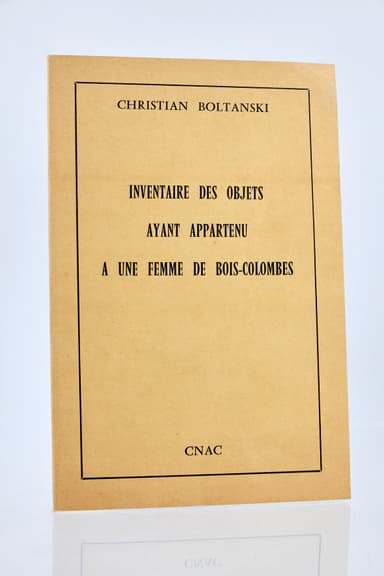 CHRISTIAN BOLTANSKI
INVENTAIRE DES OBJETS
AYANT APPARTENU
A UNE FEMME DE BOIS-COLOMBES
CNAC